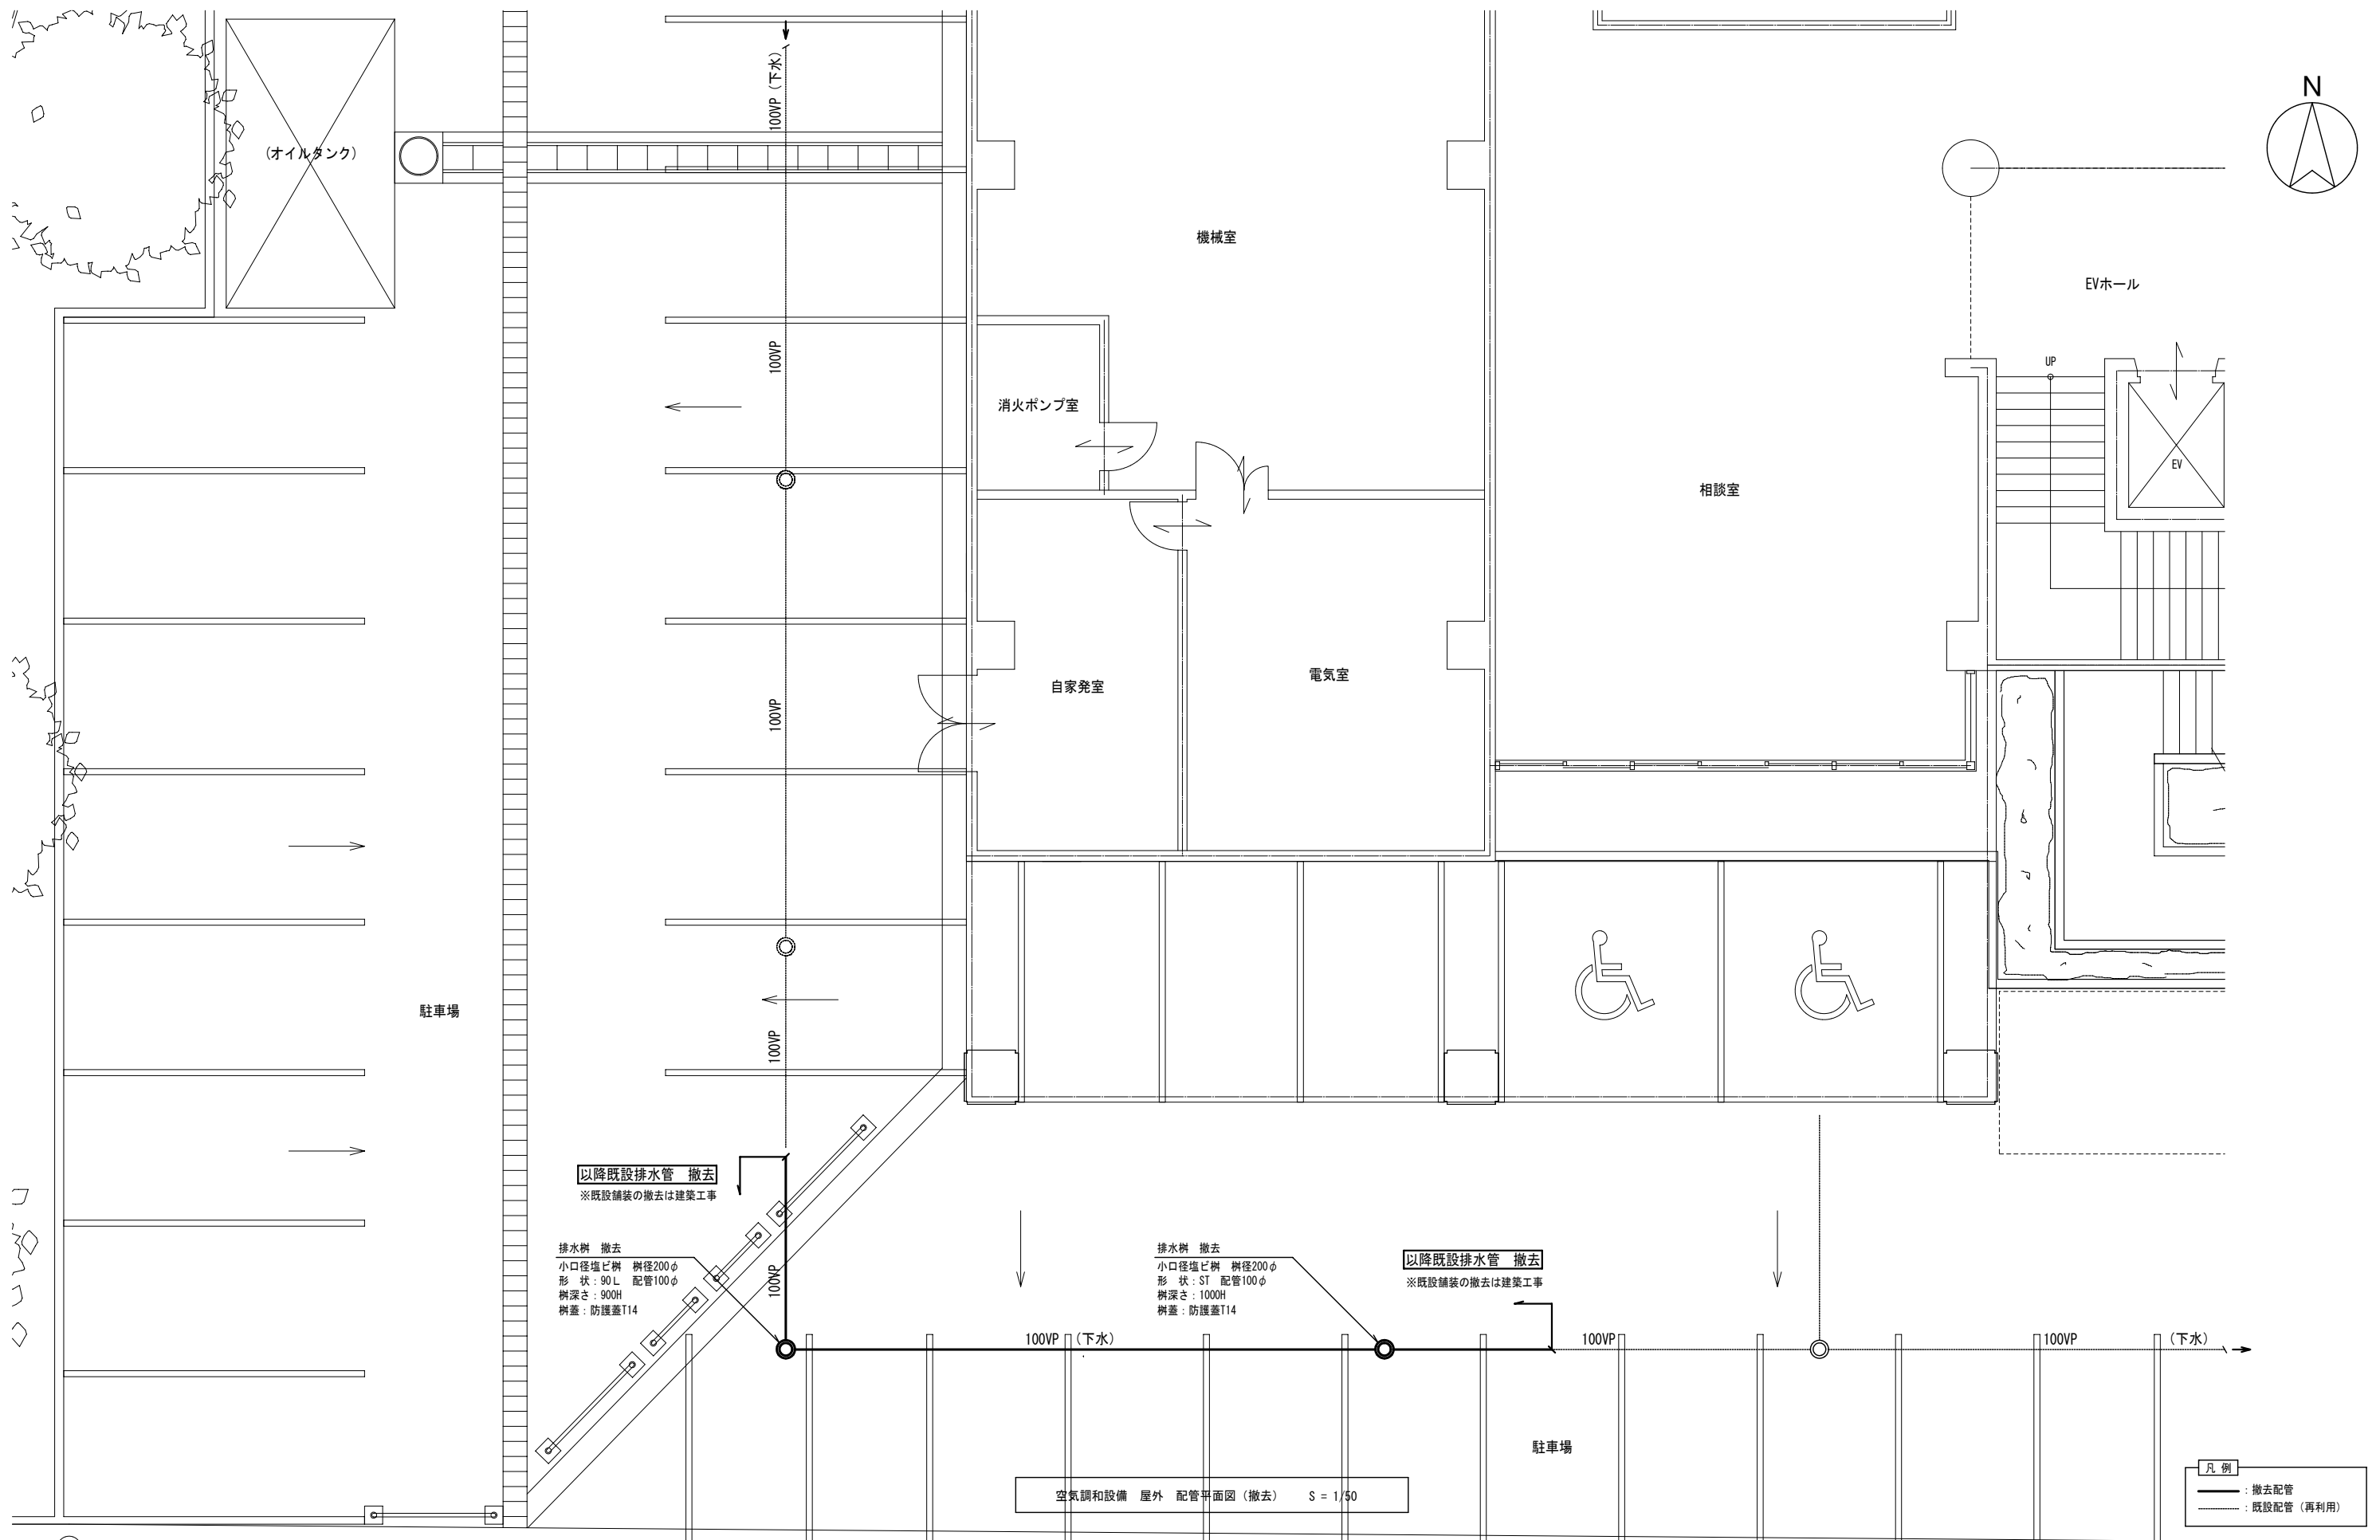 N
100VP（下水）
(オイルタンク)
機械室
EVホール
100VP
消火ポンプ室
UP
EV
相談室
100VP
自家発室
電気室
駐車場
100VP
以降既設排水管　撤去
※既設舗装の撤去は建築工事
排水桝　撤去
小口径塩ビ桝　桝径200φ
形　状：90Ｌ　配管100φ
桝深さ：900H
桝蓋：防護蓋T14
100VP
排水桝　撤去
小口径塩ビ桝　桝径200φ
形　状：ST　配管100φ
桝深さ：1000H
桝蓋：防護蓋T14
以降既設排水管　撤去
※既設舗装の撤去は建築工事
100VP（下水）
100VP
100VP　（下水）
駐車場
空気調和設備　屋外　配管平面図（撤去）　S = 1/50
凡 例
：撤去配管
：既設配管（再利用）